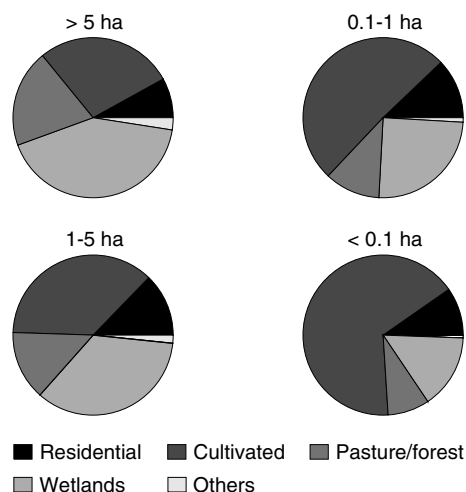 > 5 ha
0.1-1 ha
1-5 ha
< 0.1 ha
Residential Cultivated Pasture/forest
Wetlands Others